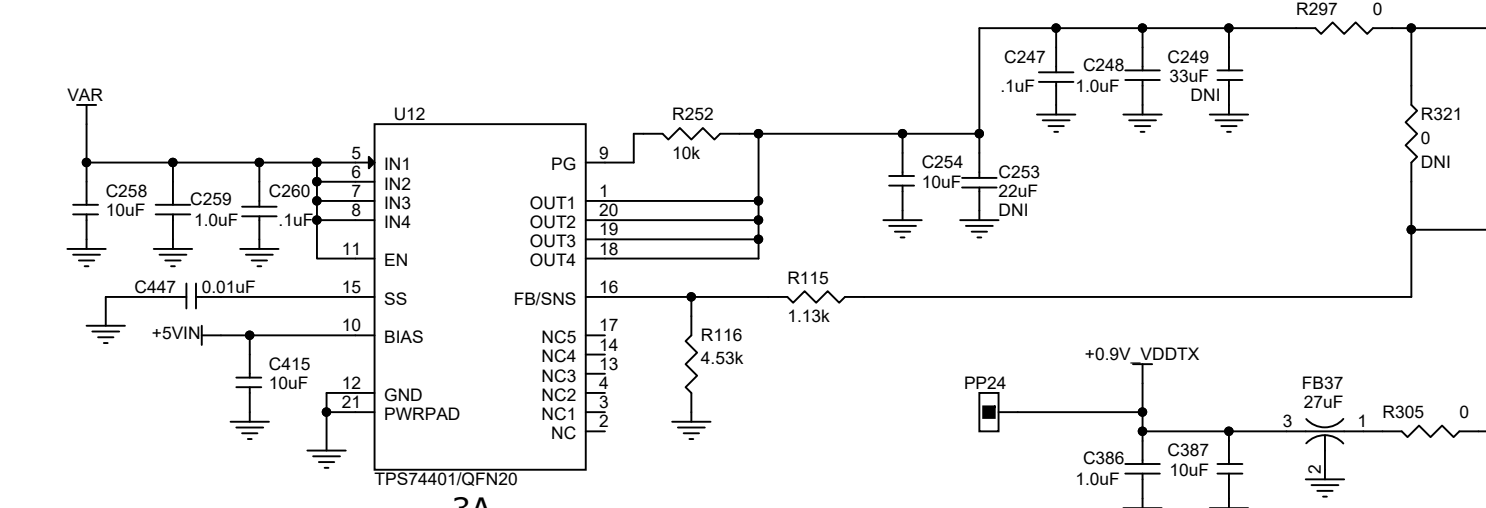 R297 0
C247
.1uF
C248
1.0uF
C249
33uF
DNI
VAR
U12
R252
10k
R321
0
DNI
C258
10uF
C259
1.0uF
C260
.1uF
5
6
7
8
11
15
10
12
21
IN1
IN2
IN3
IN4
EN
SS
BIAS
GND
PWRPAD
PG
OUT1
OUT2
OUT3
OUT4
FB/SNS
NC5
NC4
NC3
NC2
NC1
NC
9
1
20
19
18
16
17
14
13
4
3
2
C254
10uF
C253
22uF
DNI
C447 0.01uF
+5VIN
C415
10uF
R115
1.13k
R116
4.53k
TPS74401/QFN20
3A
+0.9V_VDDTX
PP24
FB37
27uF
3 1
2
R305 0
C386
1.0uF
C387
10uF